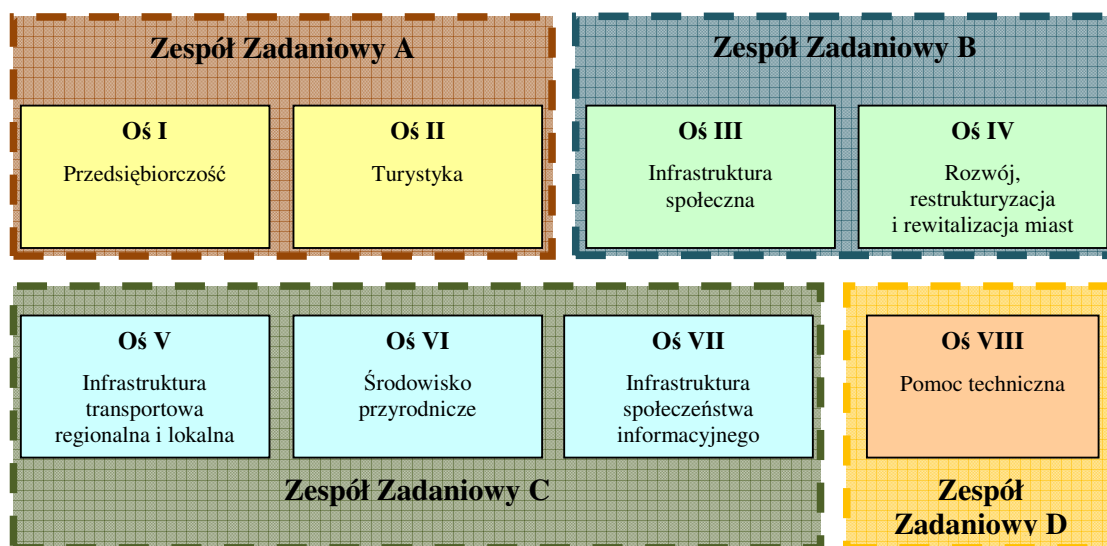 Zespół Zadaniowy A
Oś I
Przedsiębiorczość
Oś II
Turystyka
Zespół Zadaniowy B
Oś III
Infrastruktura
społeczna
Oś IV
Rozwój,
restrukturyzacja
i rewitalizacja miast
Oś V
Infrastruktura
transportowa
regionalna i lokalna
Oś VI
Środowisko
przyrodnicze
Oś VII
Infrastruktura
społeczeństwa
informacyjnego
Zespół Zadaniowy C
Oś VIII
Pomoc techniczna
Zespół
Zadaniowy D